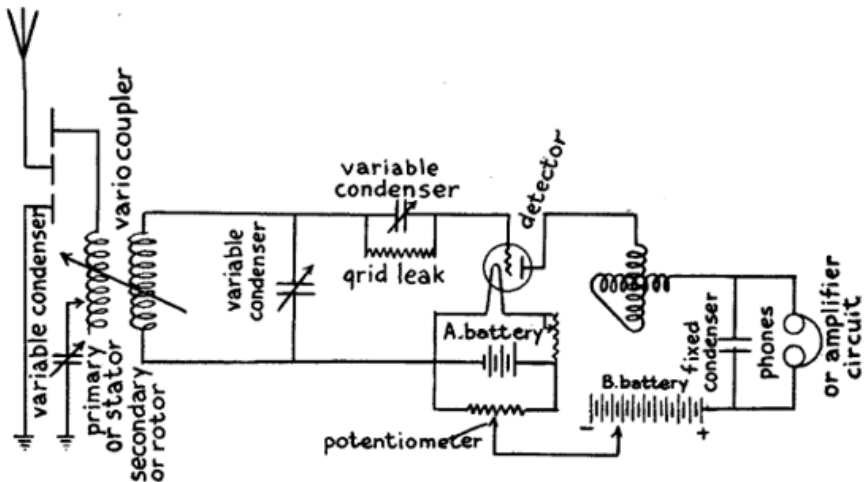 variable condenser
primary
or stator
secondary
or rotor
vario coupler
variable
condenser
variable
condenser
grid leak
detector
A.battery
potentiometer
B.battery
-
+
fixed
condenser
phones
or amplifier
circuit